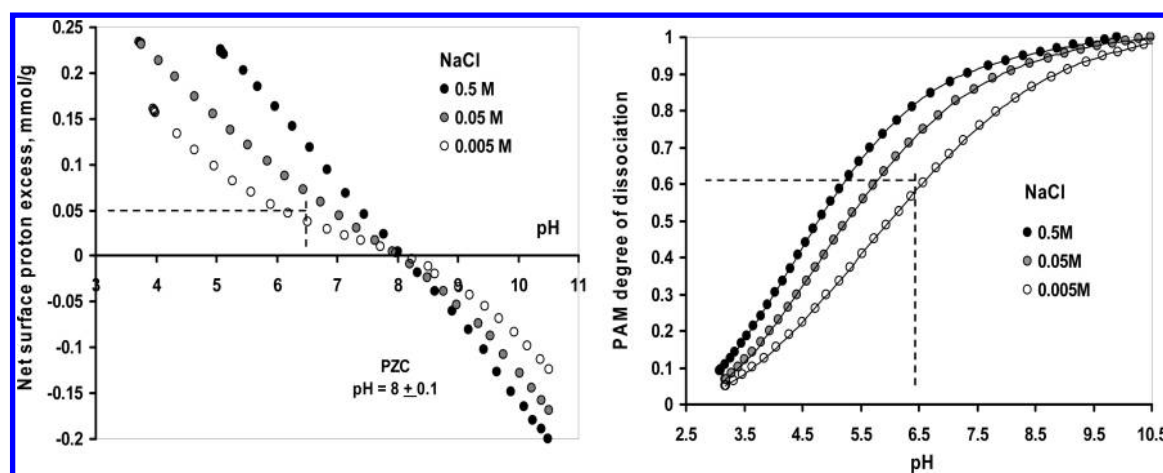 0.25
0.2
0.15
0.1
0.05
0
-0.05
-0.1
-0.15
-0.2
3 4 5 6 7 8 9 10 11
Net surface proton excess, mmol/g
NaCl
0.5 M
0.05 M
0.005 M
pH
PZC
pH = 8 ±0.1
1
0.9
0.8
0.7
0.6
0.5
0.4
0.3
0.2
0.1
0
2.5 3.5 4.5 5.5 6.5 7.5 8.5 9.5 10.5
PAM degree of dissociation
NaCl
0.5M
0.05M
0.005M
pH